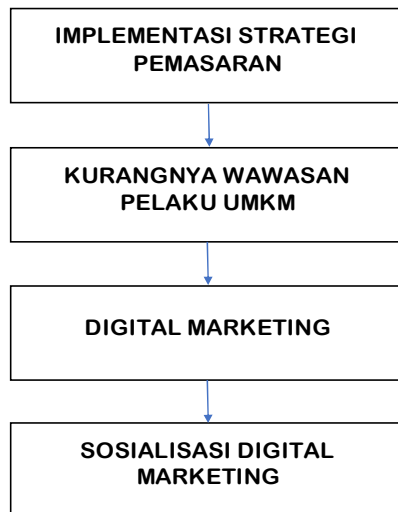 IMPLEMENTASI STRATEGI
PEMASARAN
KURANGNYA WAWASAN
PELAKU UMKM
DIGITAL MARKETING
SOSIALISASI DIGITAL
MARKETING